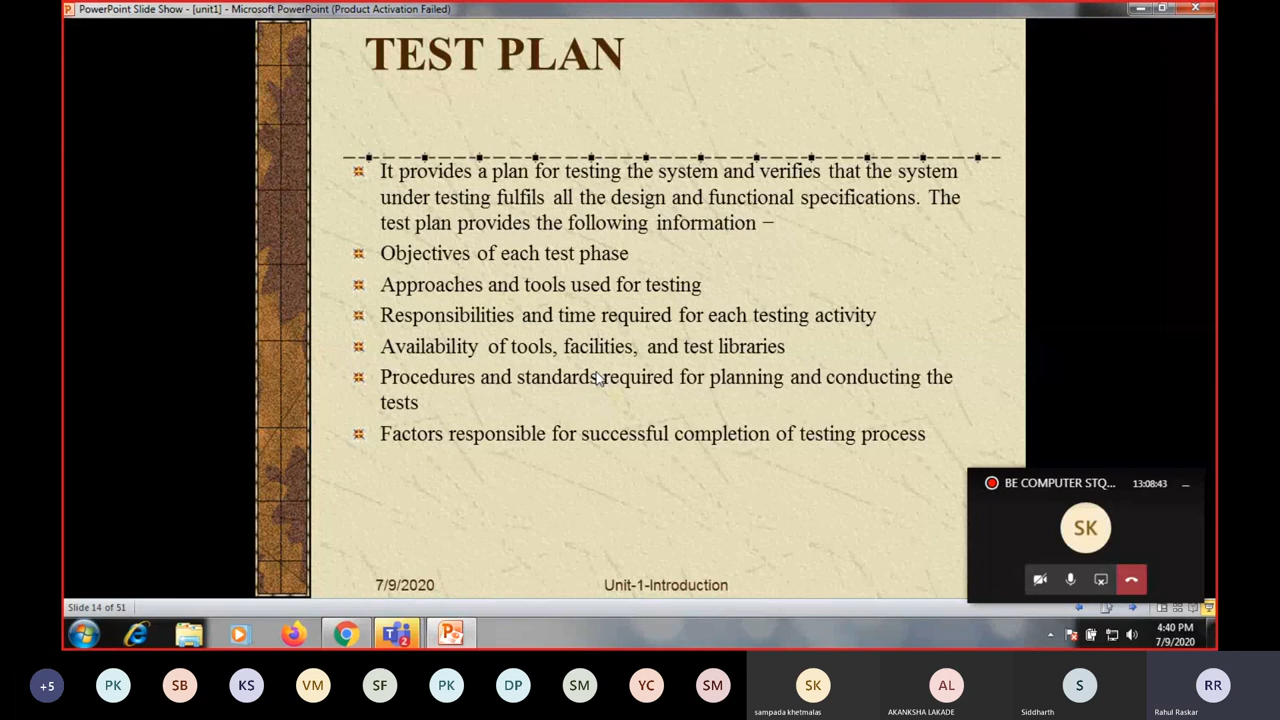 PowerPoint Slide Show - [unit1] - Microsoft PowerPoint (Product Activation Failed)
TEST PLAN
It provides a plan for testing the system and verifies that the system
under testing fulfils all the design and functional specifications. The
test plan provides the following information −
Objectives of each test phase
Approaches and tools used for testing
Responsibilities and time required for each testing activity
Availability of tools, facilities, and test libraries
Procedures and standards required for planning and conducting the
tests
Factors responsible for successful completion of testing process
BE COMPUTER STQ... 13:08:43
SK
7/9/2020 Unit-1-Introduction
Slide 14 of 51
2
4:40 PM
7/9/2020
+5 PK SB KS VM SF PK DP SM YC SM SK AL S RR
sampada khetmalas AKANKSHA LAKADE Siddharth Rahul Raskar